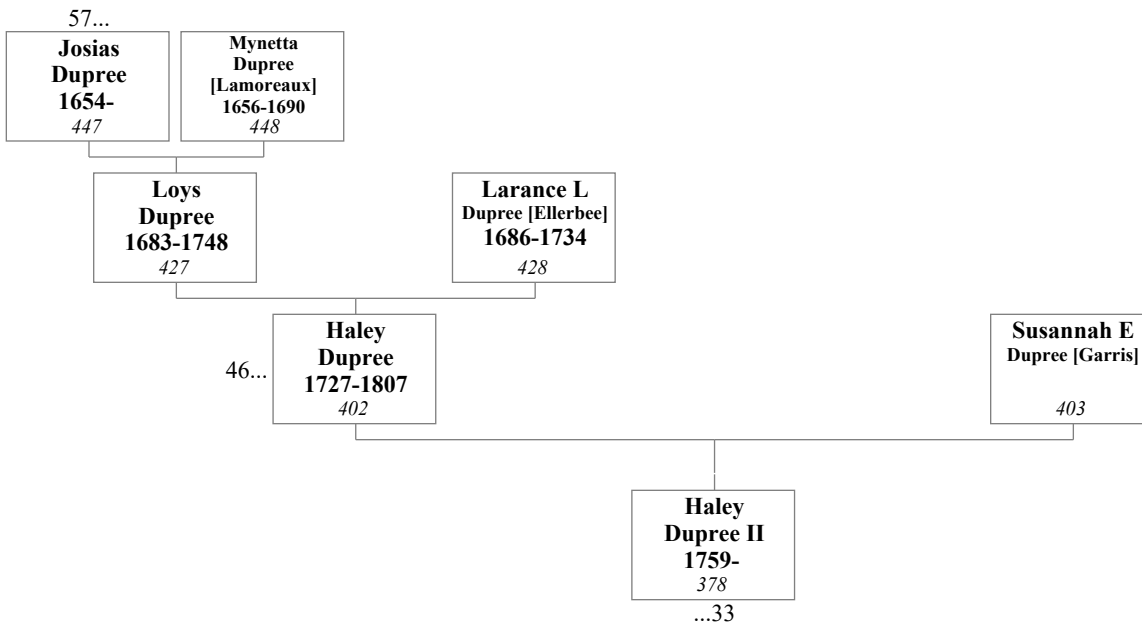 57...
Josias
Dupree
1654-
447
Mynetta
Dupree
[Lamoreaux]
1656-1690
448
Loys
Dupree
1683-1748
427
Larance L
Dupree [Ellerbee]
1686-1734
428
46...
Haley
Dupree
1727-1807
402
Susannah E
Dupree [Garris]
403
Haley
Dupree II
1759-
378
...33